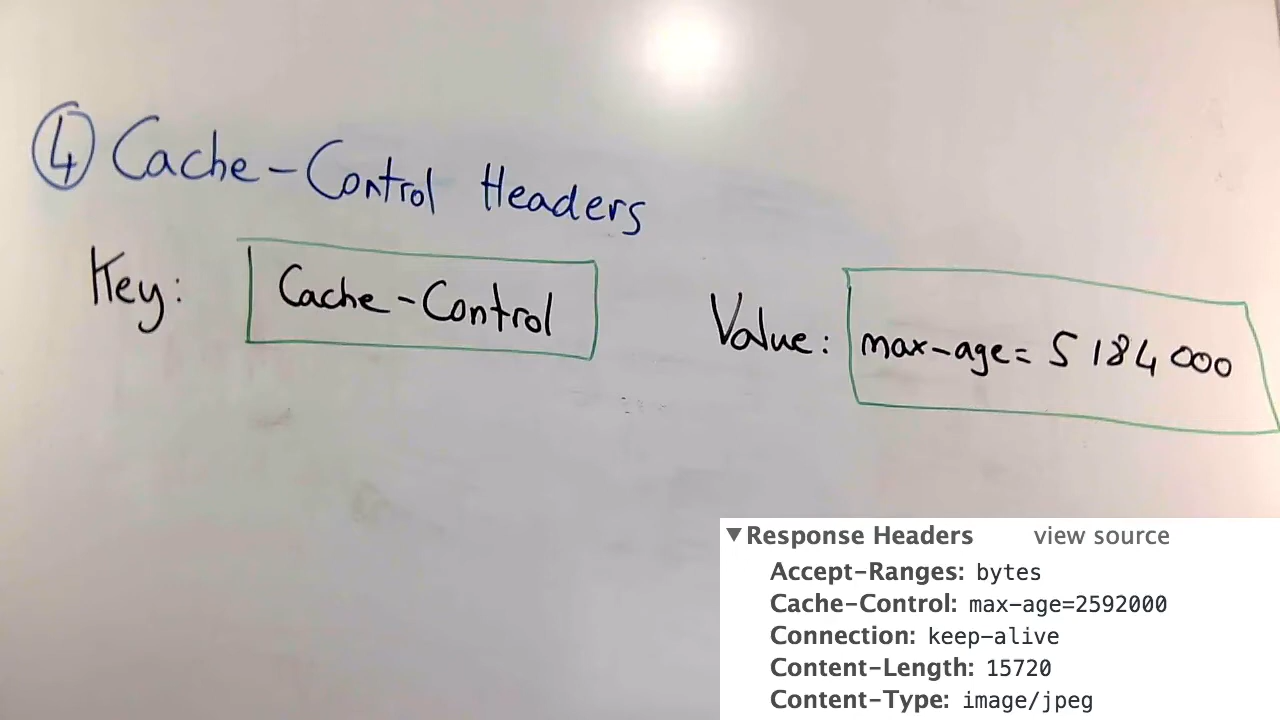 ④ Cache-Control Headers
Key: Cache-Control Value: max-age= 5 184 000
▼Response Headers view source
Accept-Ranges: bytes
Cache-Control: max-age=2592000
Connection: keep-alive
Content-Length: 15720
Content-Type: image/jpeg